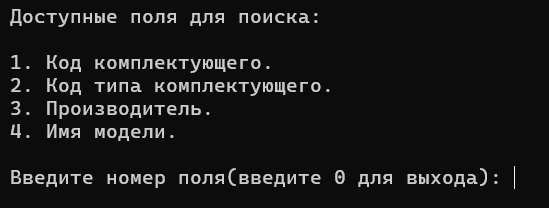 Доступные поля для поиска:
1. Код комплектующего.
2. Код типа комплектующего.
3. Производитель.
4. Имя модели.
Введите номер поля(введите 0 для выхода):